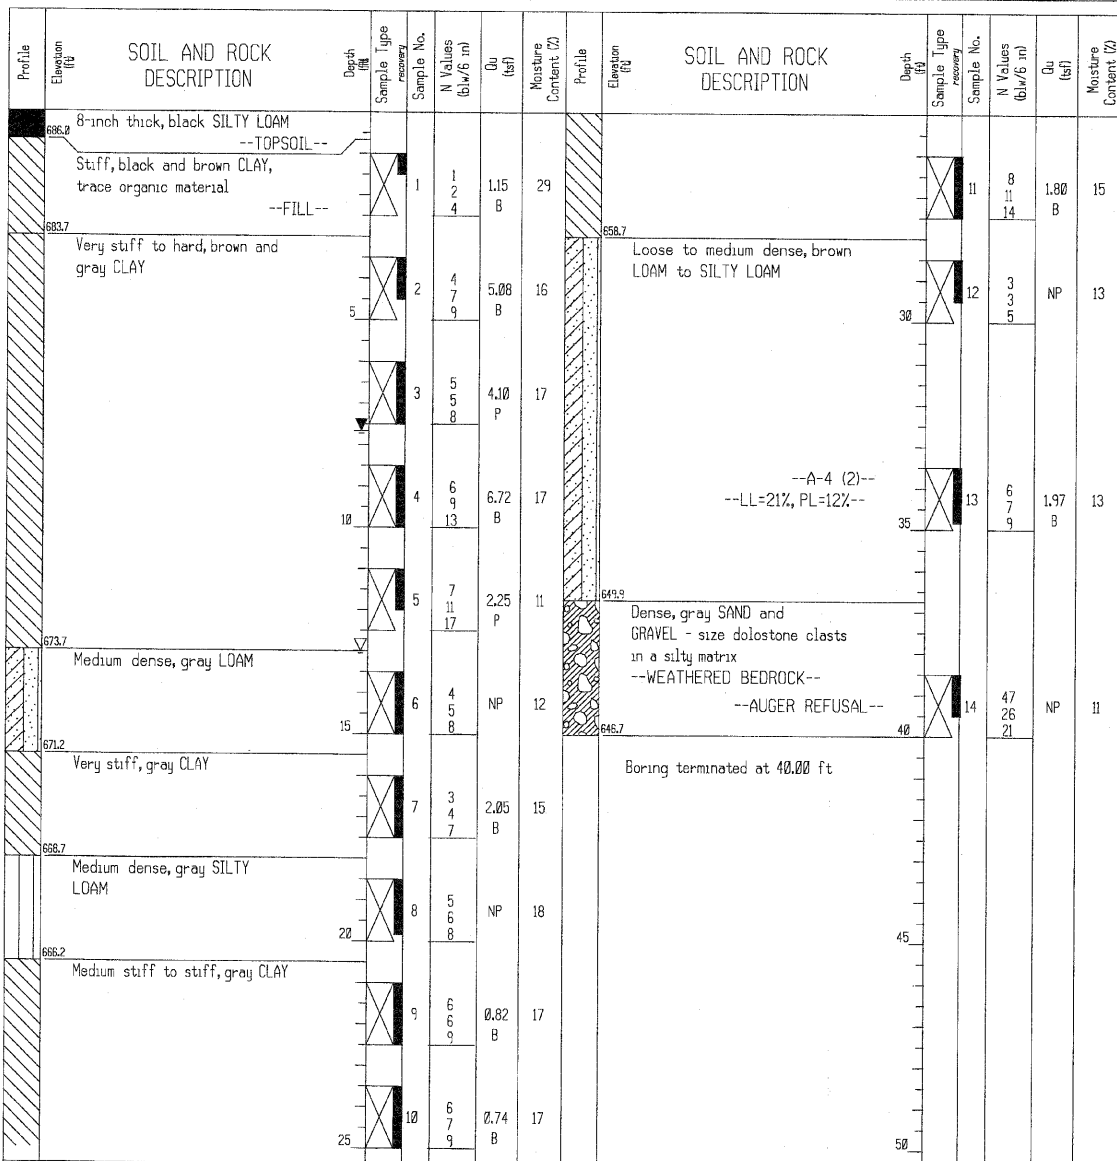 Profile
Elevation (ft)
SOIL AND ROCK
DESCRIPTION
Depth (ft)
Sample Type
recovery
Sample No.
N Values
(blw/6 in)
Qu
(tsf)
Moisture
Content (%)
686.0
8-inch thick, black SILTY LOAM
--TOPSOIL--
Stiff, black and brown CLAY,
trace organic material
--FILL--
1
1
2
4
1.15
B
29
683.7
Very stiff to hard, brown and
gray CLAY
5
2
4
7
9
5.08
B
16
3
5
5
8
4.10
P
17
10
4
6
9
13
6.72
B
17
5
7
11
17
2.25
P
11
673.7
Medium dense, gray LOAM
15
6
4
5
8
NP
12
671.2
Very stiff, gray CLAY
7
3
4
7
2.05
B
15
668.7
Medium dense, gray SILTY
LOAM
20
8
5
6
8
NP
18
666.2
Medium stiff to stiff, gray CLAY
9
6
6
9
0.82
B
17
25
10
6
7
9
0.74
B
17
Profile
Elevation (ft)
SOIL AND ROCK
DESCRIPTION
Depth (ft)
Sample Type
recovery
Sample No.
N Values
(blw/6 in)
Qu
(tsf)
Moisture
Content (%)
11
8
11
14
1.80
B
15
658.7
Loose to medium dense, brown
LOAM to SILTY LOAM
30
12
3
3
5
NP
13
--A-4 (2)--
--LL=21%, PL=12%--
35
13
6
7
9
1.97
B
13
649.9
Dense, gray SAND and
GRAVEL - size dolostone clasts
in a silty matrix
--WEATHERED BEDROCK--
--AUGER REFUSAL--
646.7
40
14
47
26
21
NP
11
Boring terminated at 40.00 ft
45
50